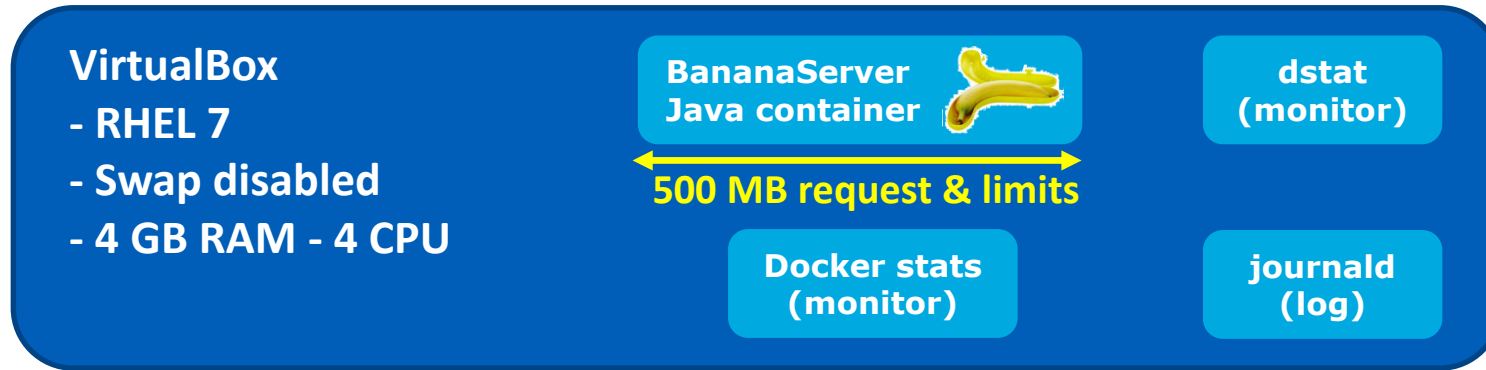 VirtualBox
- RHEL 7
- Swap disabled
- 4 GB RAM - 4 CPU
BananaServer
Java container
500 MB request & limits
Docker stats
(monitor)
dstat
(monitor)
journald
(log)